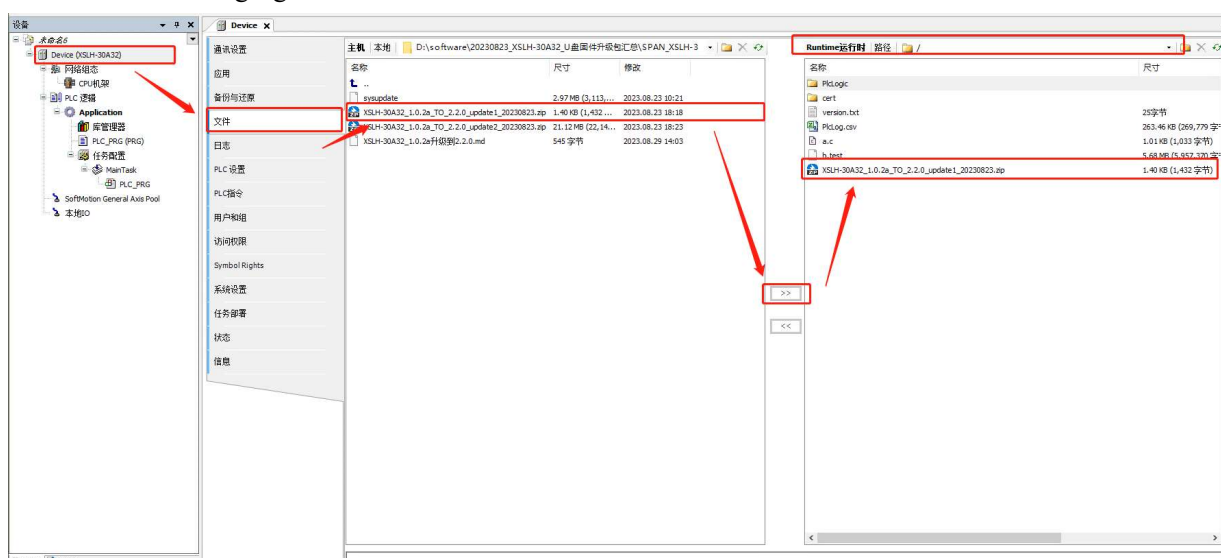 设备
未命名6
Device (XSLH-30A32)
网络组态
CPU机架
PLC 逻辑
Application
库管理器
PLC_PRG (PRG)
任务配置
MainTask
PLC_PRG
SoftMotion General Axis Pool
本地IO
Device
通讯设置
应用
备份与还原
文件
日志
PLC 设置
PLC指令
用户和组
访问权限
Symbol Rights
系统设置
任务部署
状态
信息
主机 本地 D:\software\20230823_XSLH-30A32_U盘固件升级包汇总\SPAN_XSLH-3
名称 尺寸 修改
..
sysupdate 2.97 MB (3,113,... 2023.08.23 10:21
XSLH-30A32_1.0.2a_TO_2.2.0_update1_20230823.zip 1.40 KB (1,432 ... 2023.08.23 18:18
XSLH-30A32_1.0.2a_TO_2.2.0_update2_20230823.zip 21.12 MB (22,14... 2023.08.23 18:23
XSLH-30A32_1.0.2a升级到2.2.0.md 545 字节 2023.08.29 14:03
>>
<<
Runtime运行时 路径 /
名称 尺寸
PlcLogic
cert
version.txt 25字节
PlcLog.csv 263.46 KB (269,779 字
a.c 1.01 KB (1,033 字节)
b.test 5.68 MB (5,957,370 字
XSLH-30A32_1.0.2a_TO_2.2.0_update1_20230823.zip 1.40 KB (1,432 字节)